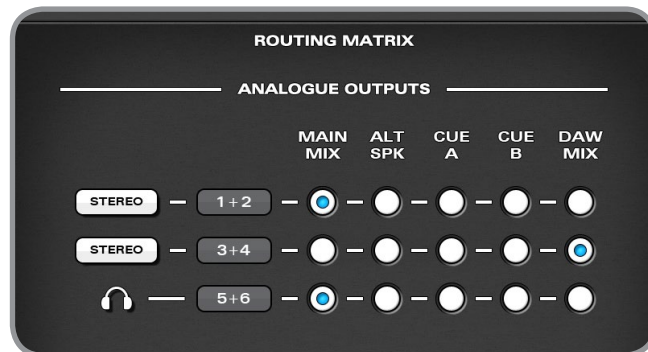 ROUTING MATRIX
ANALOGUE OUTPUTS
MAIN MIX ALT SPK CUE A CUE B DAW MIX
STEREO 1+2
STEREO 3+4
5+6